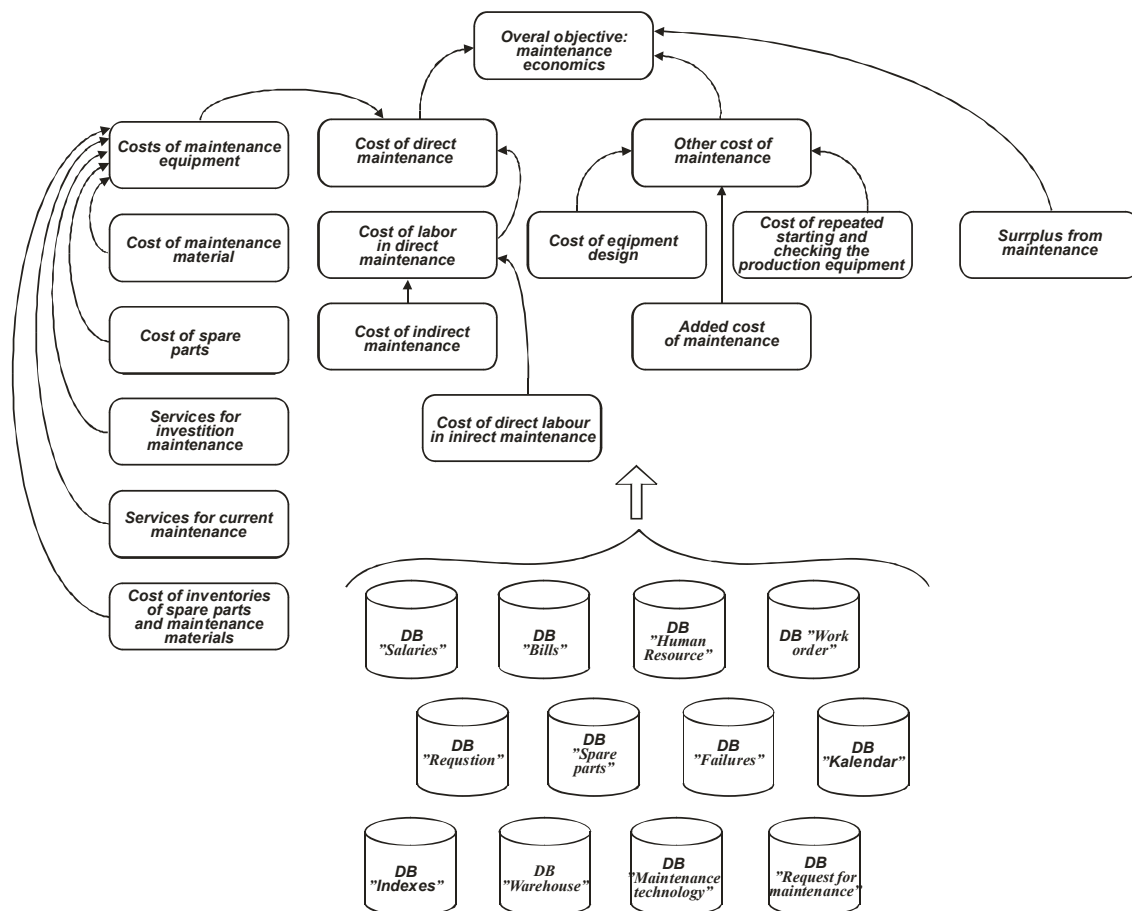 Overal objective:
maintenance
economics
Costs of maintenance
equipment
Cost of direct
maintenance
Other cost of
maintenance
Cost of maintenance
material
Cost of labor
in direct
maintenance
Cost of eqipment
design
Cost of repeated
starting and
checking the
production equipment
Surrplus from
maintenance
Cost of spare
parts
Cost of indirect
maintenance
Added cost
of maintenance
Services for
investition
maintenance
Cost of direct labour
in inirect maintenance
Services for current
maintenance
Cost of inventories
of spare parts
and maintenance
materials
DB
”Salaries”
DB
”Bills”
DB
”Human
Resource”
DB ”Work
order”
DB
”Requstion”
DB
”Spare
parts”
DB
”Failures”
DB
”Kalendar”
DB
”Indexes”
DB
”Warehouse”
DB
”Maintenance
technology”
DB
”Request for
maintenance”